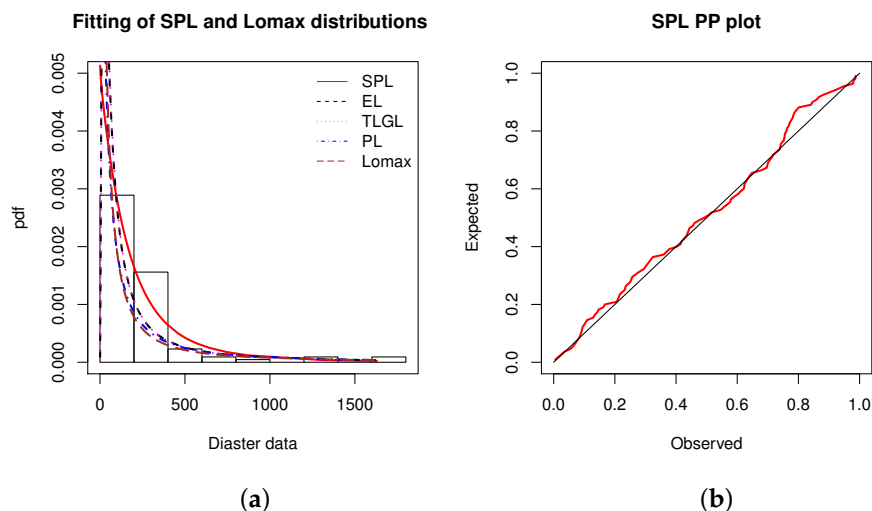 Fitting of SPL and Lomax distributions
pdf
0.000 0.001 0.002 0.003 0.004 0.005
SPL
EL
TLGL
PL
Lomax
0 500 1000 1500
Diaster data
(a)
SPL PP plot
Expected
0.0 0.2 0.4 0.6 0.8 1.0
0.0 0.2 0.4 0.6 0.8 1.0
Observed
(b)